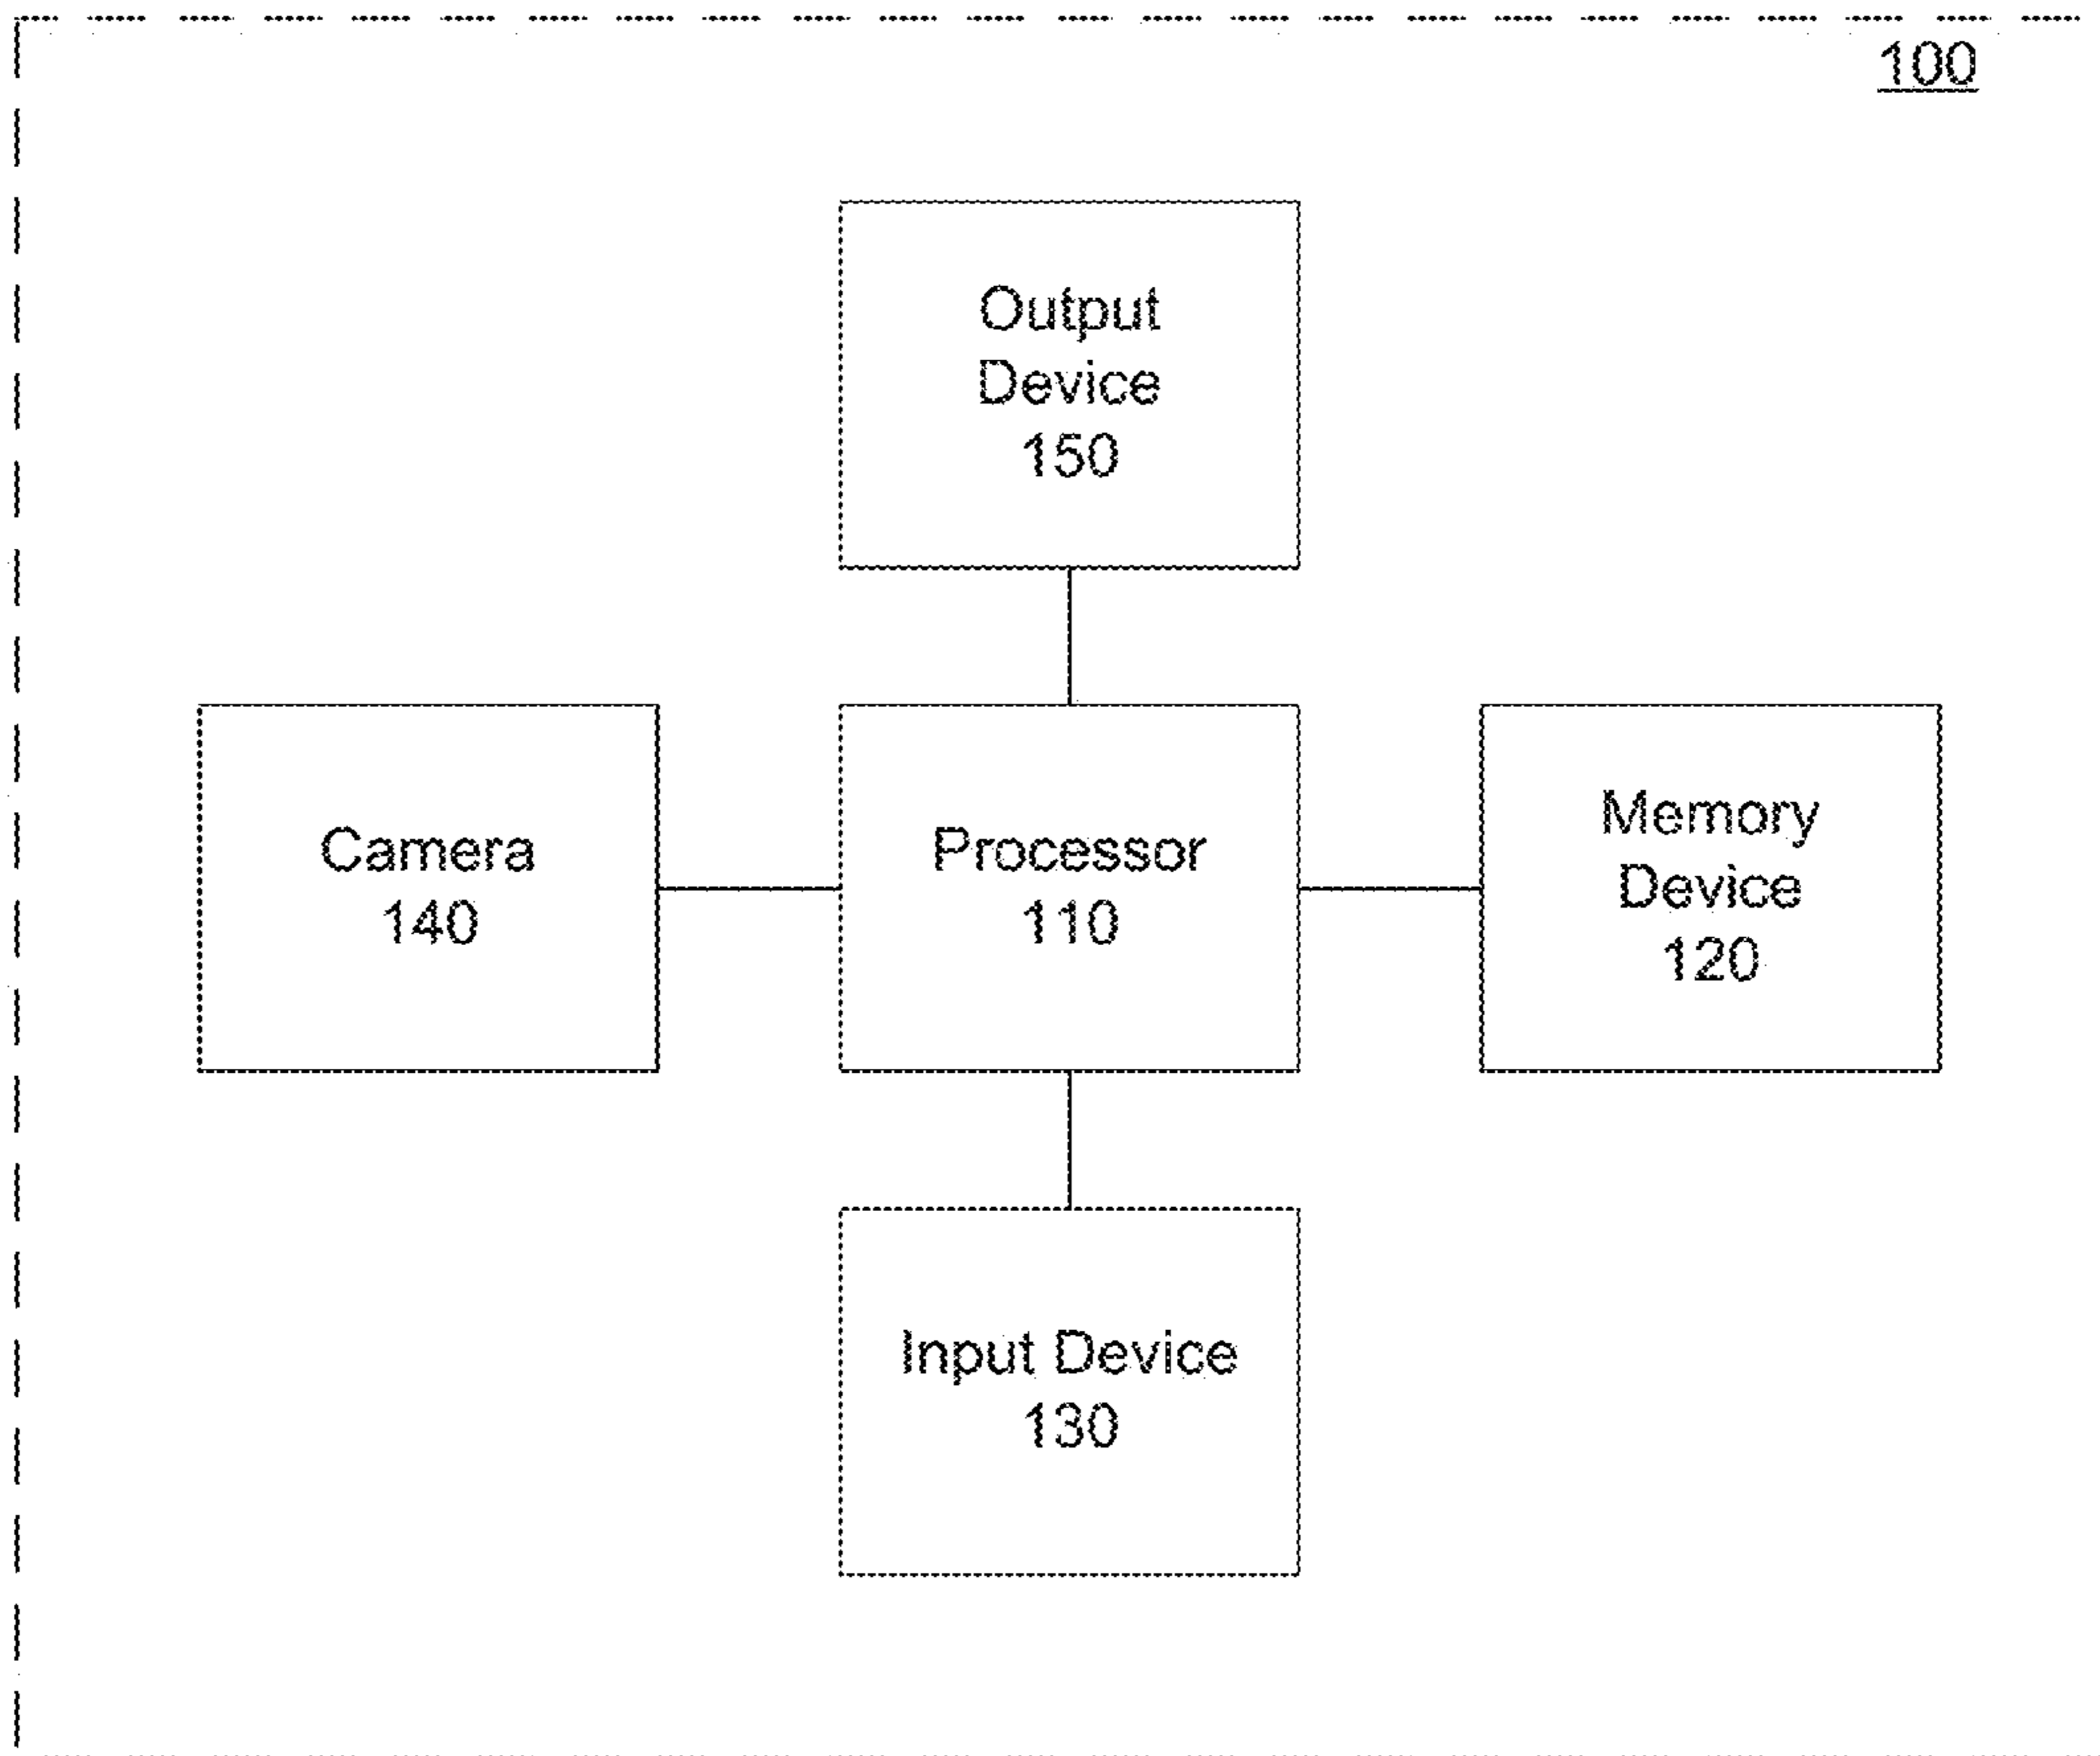 100
Output
Device
150
Camera
140
Processor
110
Memory
Device
120
Input Device
130